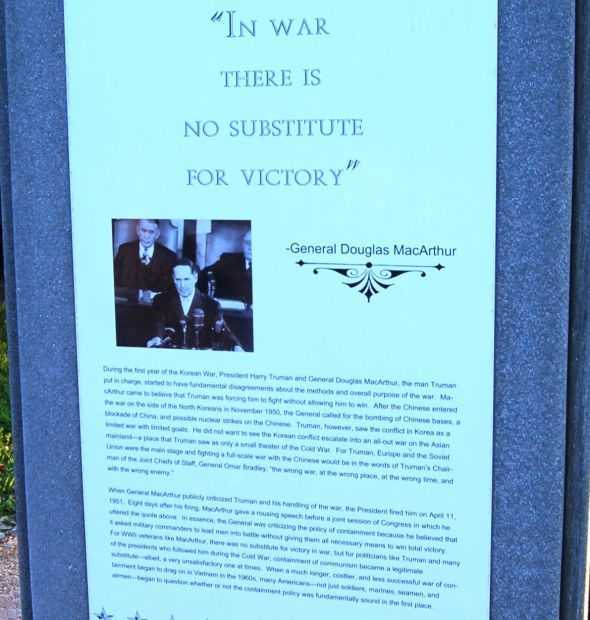 "In war
there is
no substitute
for victory"
-General Douglas MacArthur
During the first year of the Korean War, President Harry Truman and General Douglas MacArthur, the man Truman
put in charge, started to have fundamental disagreements about the methods and overall purpose of the war. Ma-
cArthur came to believe that Truman was forcing him to fight without allowing him to win. After the Chinese entered
the war on the side of the North Koreans in November 1950, the General called for the bombing of Chinese bases, a
blockade of China, and possible nuclear strikes on the Chinese. Truman, however, saw the conflict in Korea as a
limited war with limited goals. He did not want to see the Korean conflict escalate into an all-out war on the Asian
mainland—a place that Truman saw as only a small theater of the Cold War. For Truman, Europe and the Soviet
Union were the main stage and fighting a full-scale war with the Chinese would be in the words of Truman's Chair-
man of the Joint Chiefs of Staff, General Omar Bradley, "the wrong war, at the wrong place, at the wrong time, and
with the wrong enemy."
When General MacArthur publicly criticized Truman and his handling of the war, the President fired him on April 11,
1951. Eight days after his firing, MacArthur gave a rousing speech before a joint session of Congress in which he
offered the quote above. In essence, the General was criticizing the policy of containment because he believed that
it asked military commanders to lead men into battle without giving them all necessary means to win total victory.
For WWII veterans like MacArthur, there was no substitute for victory in war, but for politicians like Truman and many
of the presidents who followed him during the Cold War, containment of communism became a legitimate
substitute—albeit, a very unsatisfactory one at times. When a much longer, costlier, and less successful war of con-
tainment began to drag on in Vietnam in the 1960s, many Americans—not just soldiers, marines, seamen, and
airmen—began to question whether or not the containment policy was fundamentally sound in the first place.